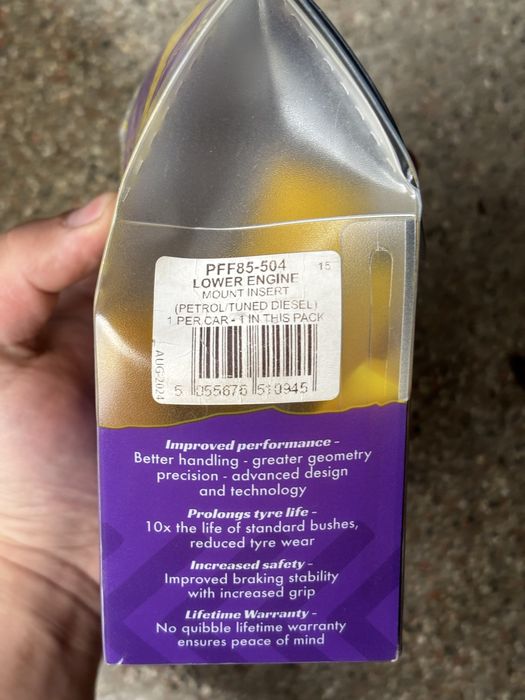 PFF85-504
15
LOWER ENGINE
MOUNT INSERT
(PETROL/TUNED DIESEL)
1 PER CAR - 1 IN THIS PACK
AUG-2024
5 055675 510945
Improved performance -
Better handling - greater geometry
precision - advanced design
and technology
Prolongs tyre life -
10x the life of standard bushes,
reduced tyre wear
Increased safety -
Improved braking stability
with increased grip
Lifetime Warranty -
No quibble lifetime warranty
ensures peace of mind